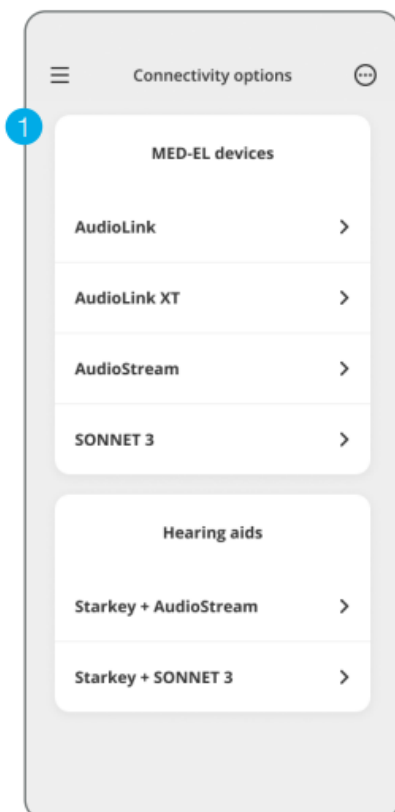 Connectivity options
1
MED-EL devices
AudioLink
AudioLink XT
AudioStream
SONNET 3
Hearing aids
Starkey + AudioStream
Starkey + SONNET 3